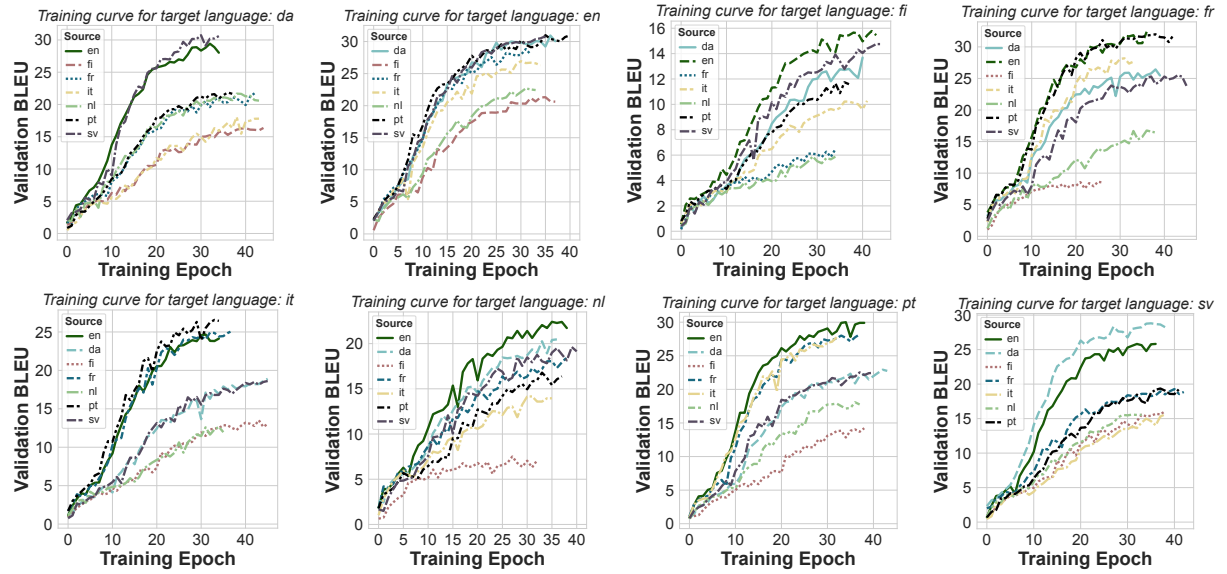 Training curve for target language: da
Validation BLEU
30
25
20
15
10
5
0
Source
en
fi
fr
it
nl
pt
sv
0 10 20 30 40
Training Epoch
Training curve for target language: en
Validation BLEU
30
25
20
15
10
5
0
Source
da
fi
fr
it
nl
pt
sv
0 5 10 15 20 25 30 35 40
Training Epoch
Training curve for target language: fi
Validation BLEU
16
14
12
10
8
6
4
2
0
Source
da
en
fr
it
nl
pt
sv
0 10 20 30 40
Training Epoch
Training curve for target language: fr
Validation BLEU
30
25
20
15
10
5
0
Source
da
en
fi
it
nl
pt
sv
0 10 20 30 40
Training Epoch
Training curve for target language: it
Validation BLEU
25
20
15
10
5
0
Source
en
da
fi
fr
nl
pt
sv
0 10 20 30 40
Training Epoch
Training curve for target language: nl
Validation BLEU
20
15
10
5
0
Source
en
da
fi
fr
it
pt
sv
0 5 10 15 20 25 30 35 40
Training Epoch
Training curve for target language: pt
Validation BLEU
30
25
20
15
10
5
0
Source
en
da
fi
fr
it
nl
sv
0 10 20 30 40
Training Epoch
Training curve for target language: sv
Validation BLEU
30
25
20
15
10
5
0
Source
da
en
fi
fr
it
nl
pt
0 10 20 30 40
Training Epoch